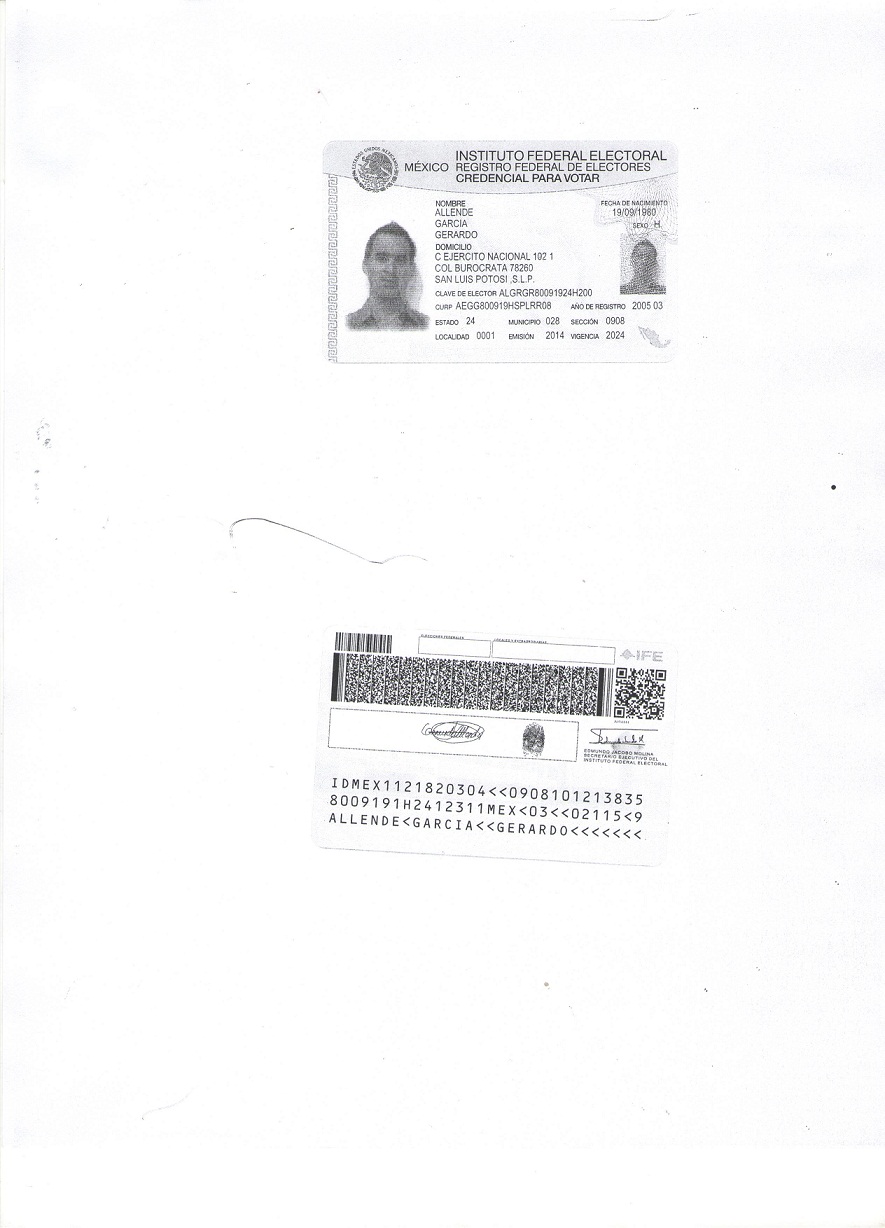 ESTADOS UNIDOS MEXICANOS
MÉXICO
INSTITUTO FEDERAL ELECTORAL
REGISTRO FEDERAL DE ELECTORES
CREDENCIAL PARA VOTAR
NOMBRE
ALLENDE
GARCIA
GERARDO
FECHA DE NACIMIENTO
19/09/1980
SEXO H
DOMICILIO
C EJERCITO NACIONAL 102 1
COL BUROCRATA 78260
SAN LUIS POTOSI ,S.L.P.
CLAVE DE ELECTOR ALGRGR80091924H200
CURP AEGG800919HSPLRR08 AÑO DE REGISTRO 2005 03
ESTADO 24 MUNICIPIO 028 SECCIÓN 0908
LOCALIDAD 0001 EMISIÓN 2014 VIGENCIA 2024
ELECCIONES FEDERALES
IFE
EDMUNDO JACOBO MOLINA
SECRETARIO EJECUTIVO DEL
INSTITUTO FEDERAL ELECTORAL
IDMEX1121820304<<0908101213835
8009191H2412311MEX<03<<02115<9
ALLENDE<GARCIA<<GERARDO<<<<<<<